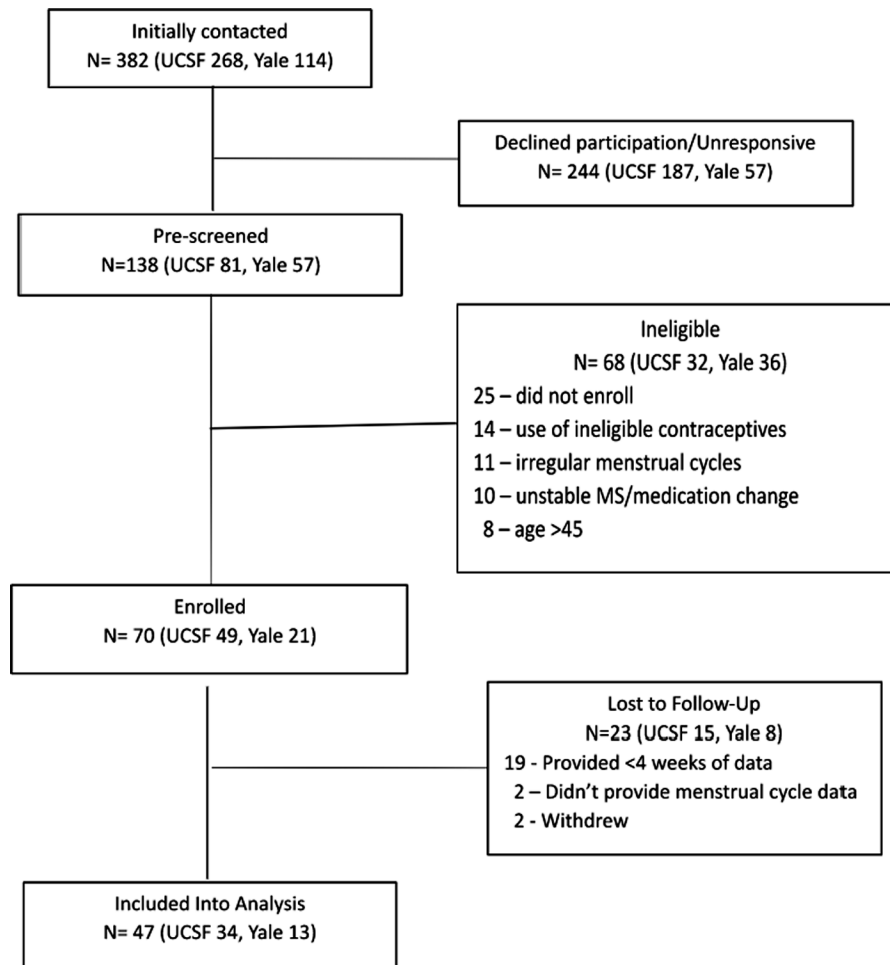 Initially contacted
N= 382 (UCSF 268, Yale 114)
Declined participation/Unresponsive
N= 244 (UCSF 187, Yale 57)
Pre-screened
N=138 (UCSF 81, Yale 57)
Ineligible
N= 68 (UCSF 32, Yale 36)
25 – did not enroll
14 – use of ineligible contraceptives
11 – irregular menstrual cycles
10 – unstable MS/medication change
8 – age >45
Enrolled
N= 70 (UCSF 49, Yale 21)
Lost to Follow-Up
N=23 (UCSF 15, Yale 8)
19 - Provided <4 weeks of data
2 – Didn’t provide menstrual cycle data
2 - Withdrew
Included Into Analysis
N= 47 (UCSF 34, Yale 13)